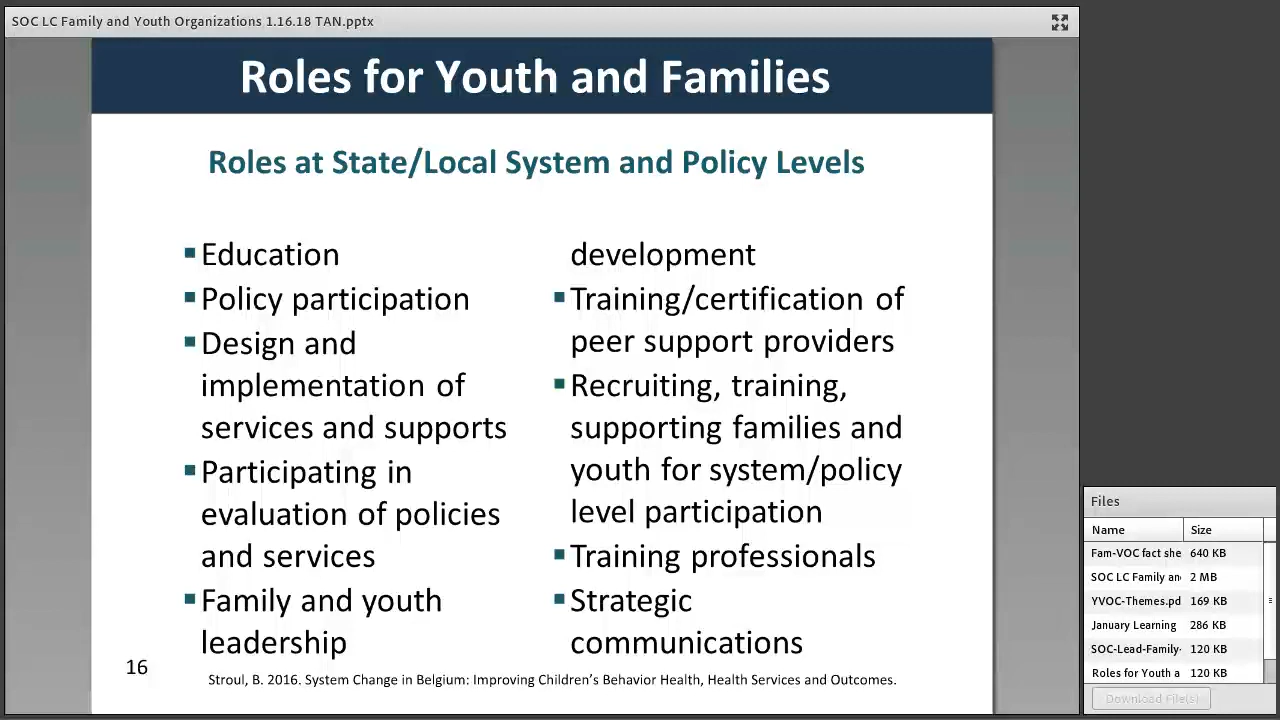 SOC LC Family and Youth Organizations 1.16.18 TAN.pptx
Roles for Youth and Families
Roles at State/Local System and Policy Levels
▪Education
▪Policy participation
▪Design and
implementation of
services and supports
▪Participating in
evaluation of policies
and services
▪Family and youth
leadership
development
▪Training/certification of
peer support providers
▪Recruiting, training,
supporting families and
youth for system/policy
level participation
▪Training professionals
▪Strategic
communications
16
Stroul, B. 2016. System Change in Belgium: Improving Children's Behavior Health, Health Services and Outcomes.
Files
Name Size
Fam-VOC fact she 640 KB
SOC LC Family an 2 MB
YVOC-Themes.pd 169 KB
January Learning 286 KB
SOC-Lead-Family- 120 KB
Roles for Youth a 120 KB
Download File(s)